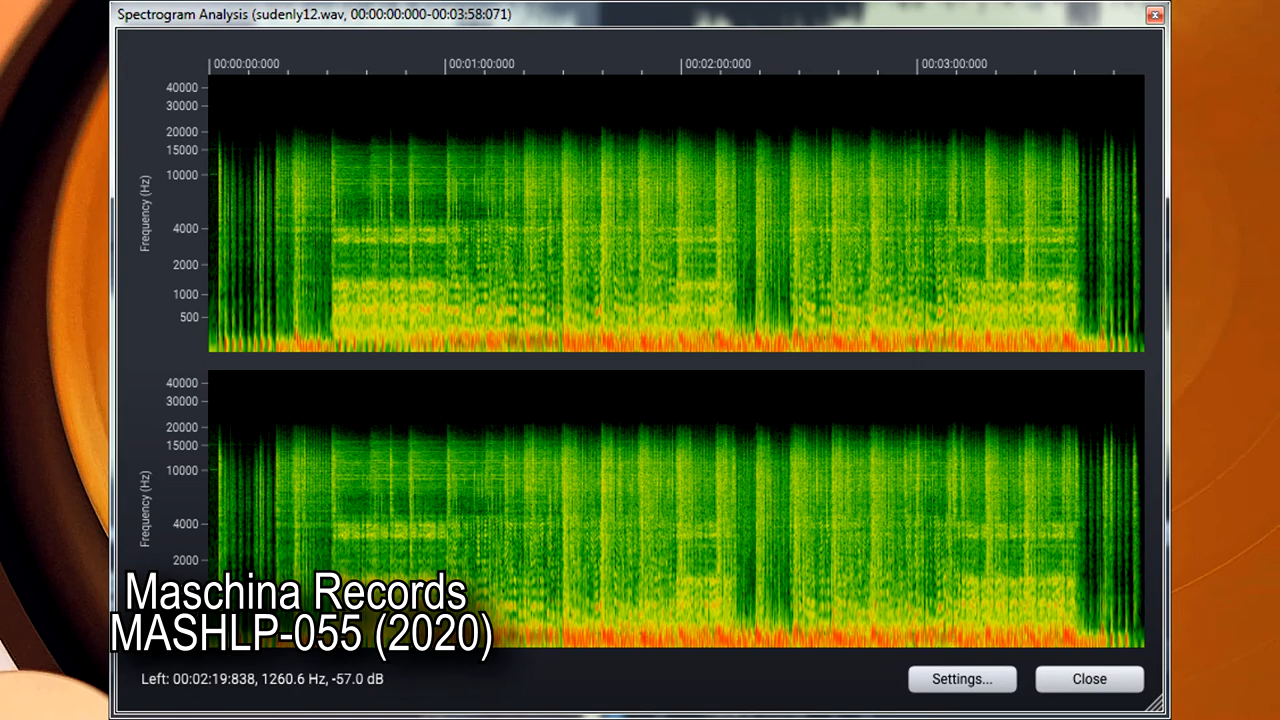 Spectrogram Analysis (sudenly12.wav, 00:00:00:000-00:03:58:071)
00:00:00:000 00:01:00:000 00:02:00:000 00:03:00:000
40000
30000
20000
15000
10000
4000
2000
1000
500
Frequency (Hz)
40000
30000
20000
15000
10000
4000
2000
Frequency (Hz)
Maschina Records
MASHLP-055 (2020)
Left: 00:02:19:838, 1260.6 Hz, -57.0 dB
Settings...
Close